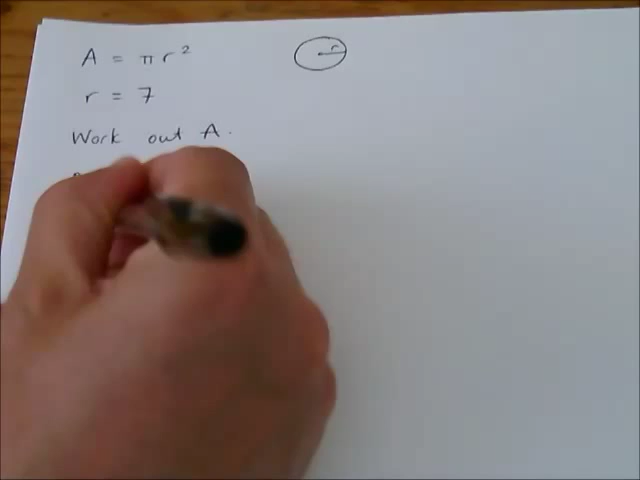 A = πr²
r
r = 7
Work out A.